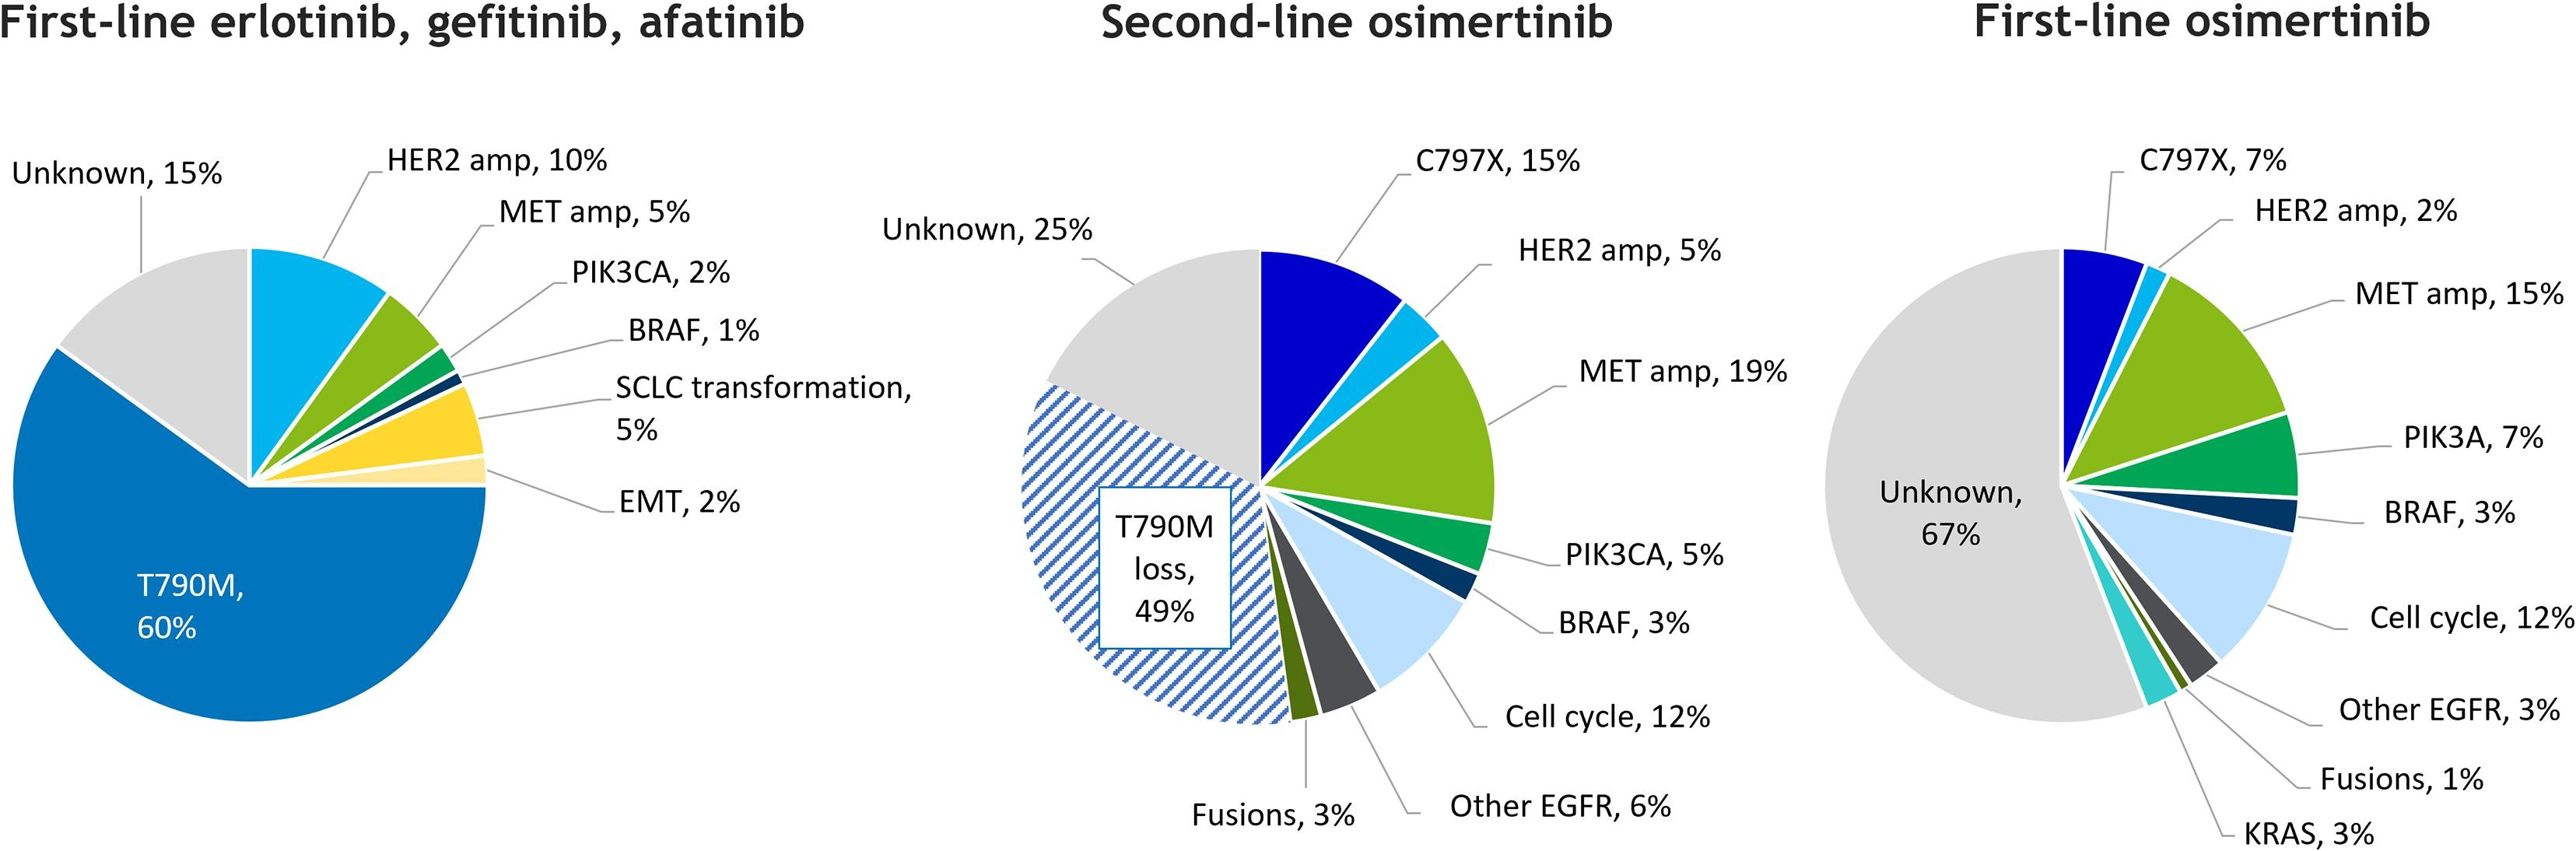 First-line erlotinib, gefitinib, afatinib
Unknown, 15%
HER2 amp, 10%
MET amp, 5%
PIK3CA, 2%
BRAF, 1%
SCLC transformation,
5%
EMT, 2%
T790M,
60%
Second-line osimertinib
Unknown, 25%
C797X, 15%
HER2 amp, 5%
MET amp, 19%
PIK3CA, 5%
BRAF, 3%
Cell cycle, 12%
Other EGFR, 6%
Fusions, 3%
T790M
loss,
49%
First-line osimertinib
C797X, 7%
HER2 amp, 2%
MET amp, 15%
PIK3A, 7%
BRAF, 3%
Cell cycle, 12%
Other EGFR, 3%
Fusions, 1%
KRAS, 3%
Unknown,
67%